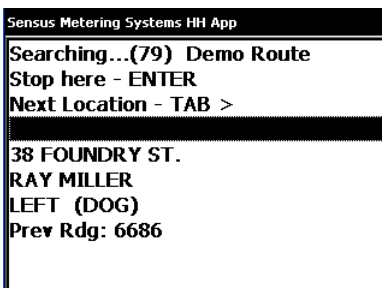 Sensus Metering Systems HH App
Searching...(79) Demo Route
Stop here - ENTER
Next Location - TAB >
38 FOUNDRY ST.
RAY MILLER
LEFT (DOG)
Prev Rdg: 6686